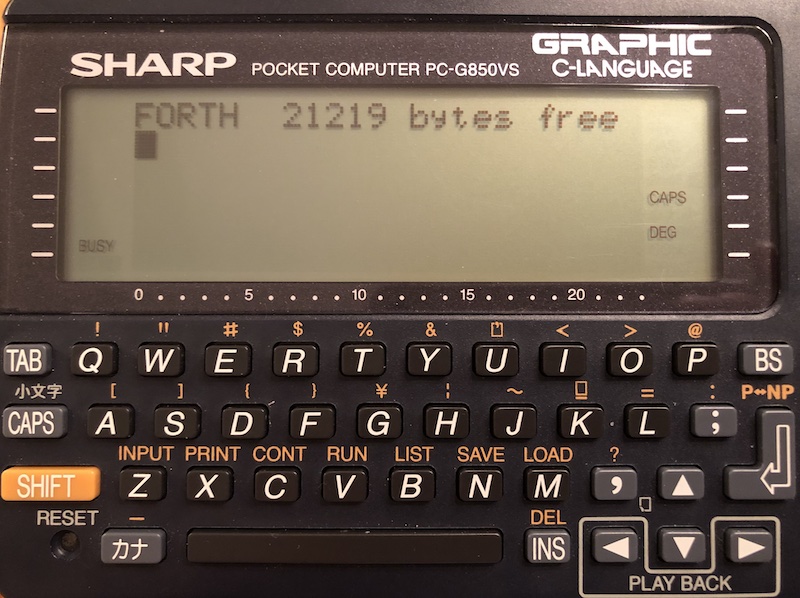 SHARP POCKET COMPUTER PC-G850VS GRAPHIC
C-LANGUAGE
FORTH 21219 bytes free
CAPS
DEG
BUSY
0 . . . . 5 . . . . 10 . . . . 15 . . . . 20 . . .
! " # $ % & < > @
TAB Q W E R T Y U I O P BS
小文字 [ ] { } ¥ ¦ ~ = : P↔NP
CAPS A S D F G H J K L ;
INPUT PRINT CONT RUN LIST SAVE LOAD ?
SHIFT Z X C V B N M , ▲
RESET — DEL
カナ INS ◀ ▼ ▶
PLAY BACK